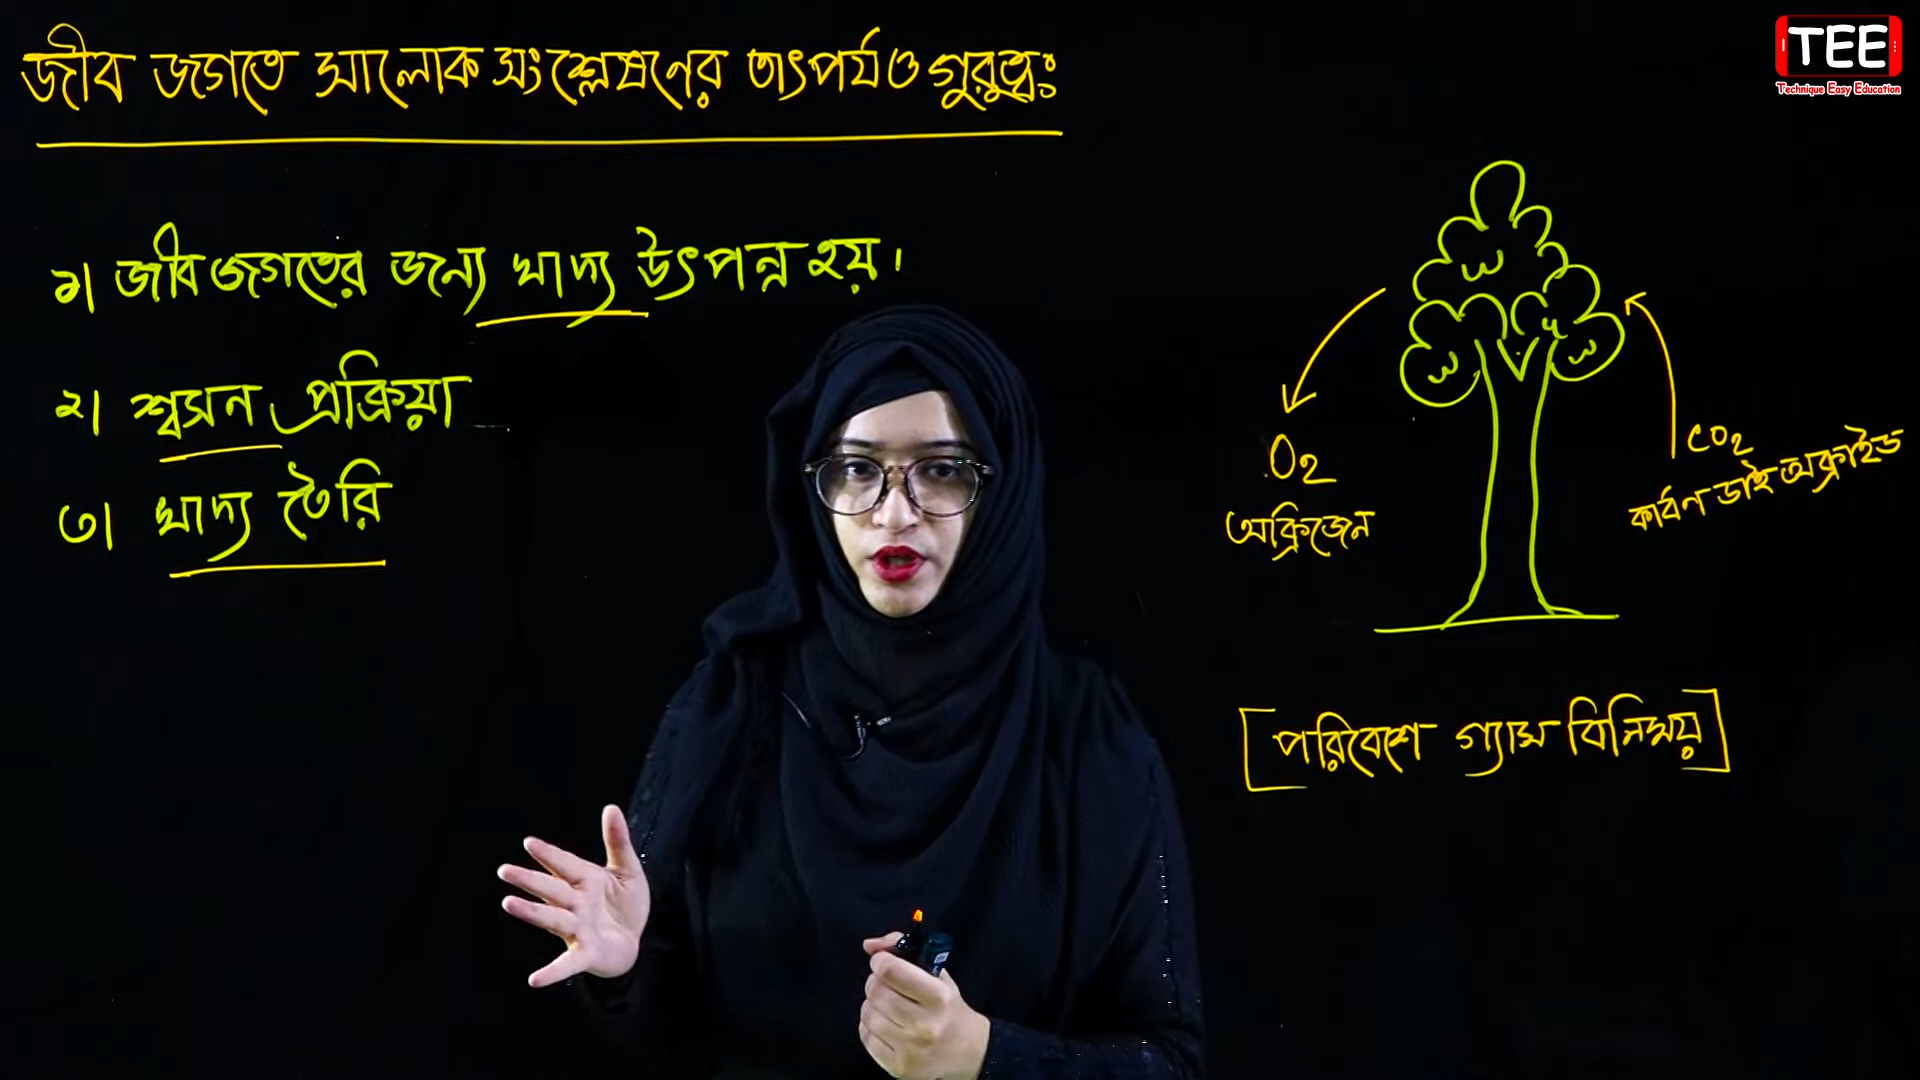 জীব জগতে সালোক সংশ্লেষণের তাৎপর্য ও গুরুত্বঃ
১। জীবজগতের জন্য খাদ্য উৎপন্ন হয়।
২। শ্বসন প্রক্রিয়া
৩। খাদ্য তৈরি
O2
অক্সিজেন
CO2
কার্বন ডাই অক্সাইড
[পরিবেশে গ্যাস বিনিময়]
TEE
Technique Easy Education